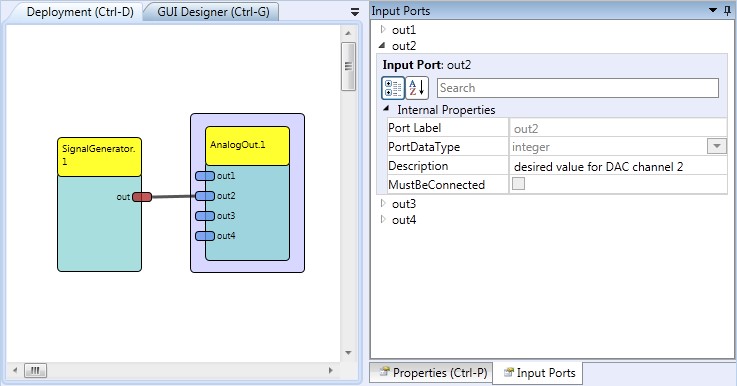 Deployment (Ctrl-D)
GUI Designer (Ctrl-G)
SignalGenerator.
1
out
AnalogOut.1
out1
out2
out3
out4
Input Ports
out1
out2
Input Port: out2
A
Z
Search
Internal Properties
Port Label out2
PortDataType integer
Description desired value for DAC channel 2
MustBeConnected
out3
out4
Properties (Ctrl-P)
Input Ports